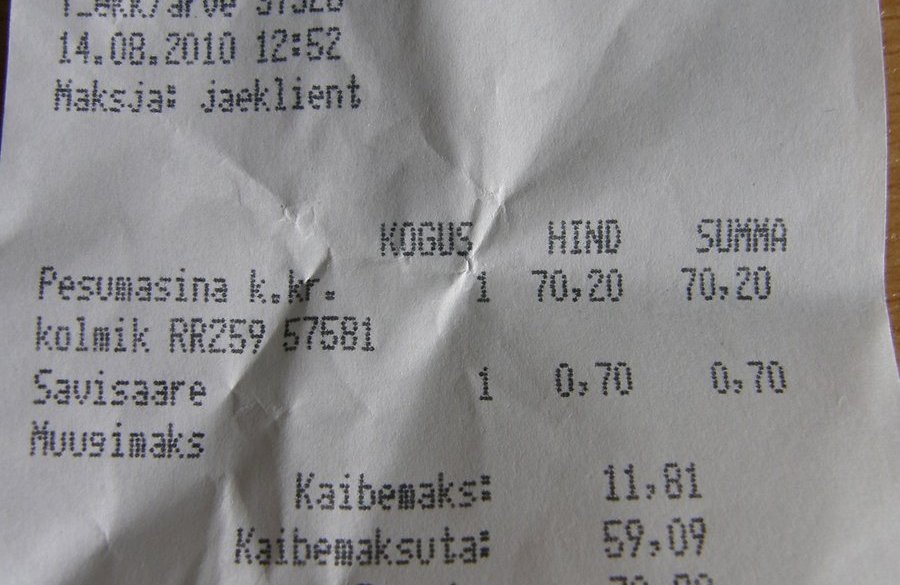 14.08.2010 12:52
Maksja: jaeklient
KOGUS HIND SUMMA
Pesumasina k.kr. 1 70,20 70,20
kolmik RRZ59 57581
Savisaare 1 0,70 0,70
Muugimaks
Kaibemaks: 11,81
Kaibemaksuta: 59,09